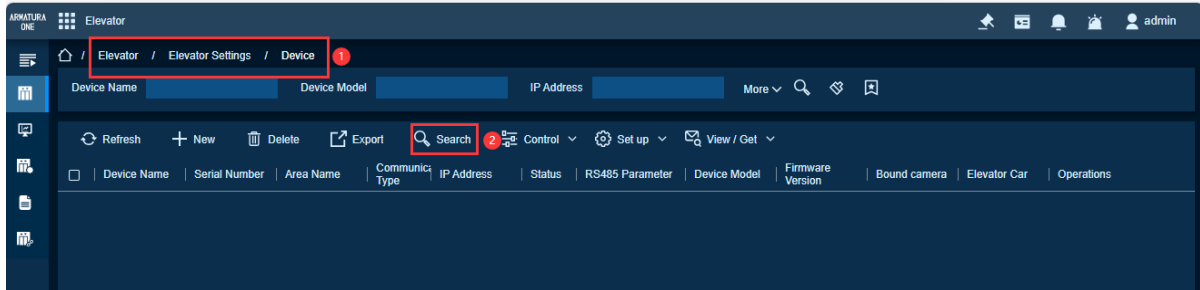 ARMATURA ONE Elevator admin
/ Elevator / Elevator Settings / Device 1
Device Name Device Model IP Address More
Refresh New Delete Export Search 2 Control Set up View / Get
Device Name Serial Number Area Name Communica Type IP Address Status RS485 Parameter Device Model Firmware Version Bound camera Elevator Car Operations